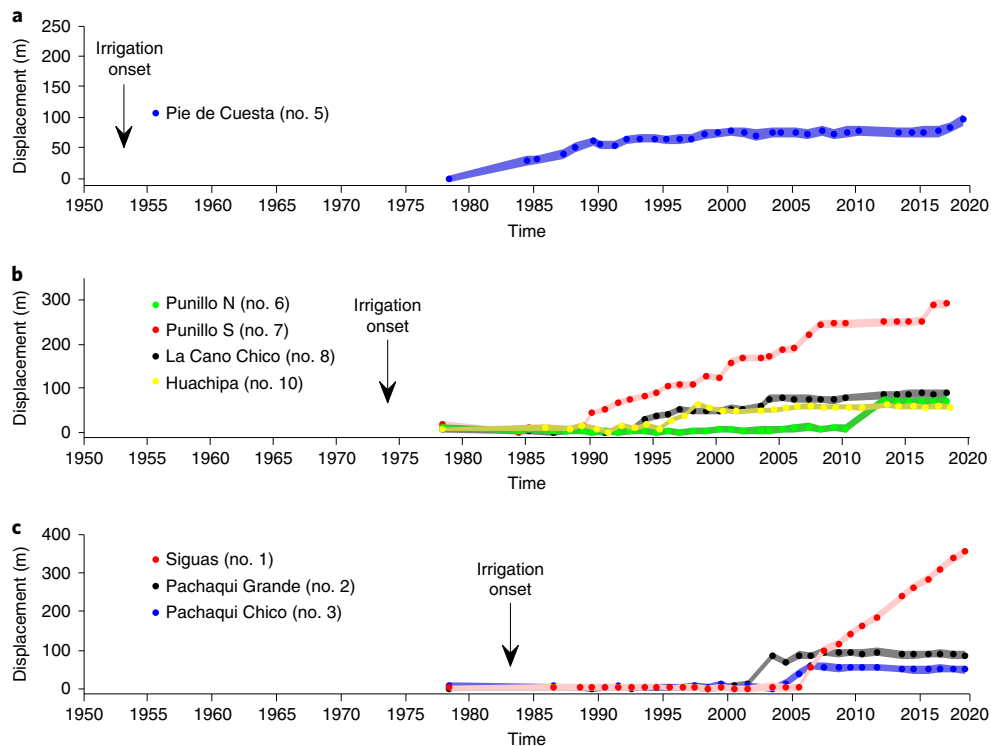 a
250
200
150
100
50
0
Displacement (m)
Irrigation
onset
Pie de Cuesta (no. 5)
1950 1955 1960 1965 1970 1975 1980 1985 1990 1995 2000 2005 2010 2015 2020
Time
b
300
200
100
0
Displacement (m)
Punillo N (no. 6)
Punillo S (no. 7)
La Cano Chico (no. 8)
Huachipa (no. 10)
Irrigation
onset
1950 1955 1960 1965 1970 1975 1980 1985 1990 1995 2000 2005 2010 2015 2020
Time
c
400
300
200
100
0
Displacement (m)
Siguas (no. 1)
Pachaqui Grande (no. 2)
Pachaqui Chico (no. 3)
Irrigation
onset
1950 1955 1960 1965 1970 1975 1980 1985 1990 1995 2000 2005 2010 2015 2020
Time